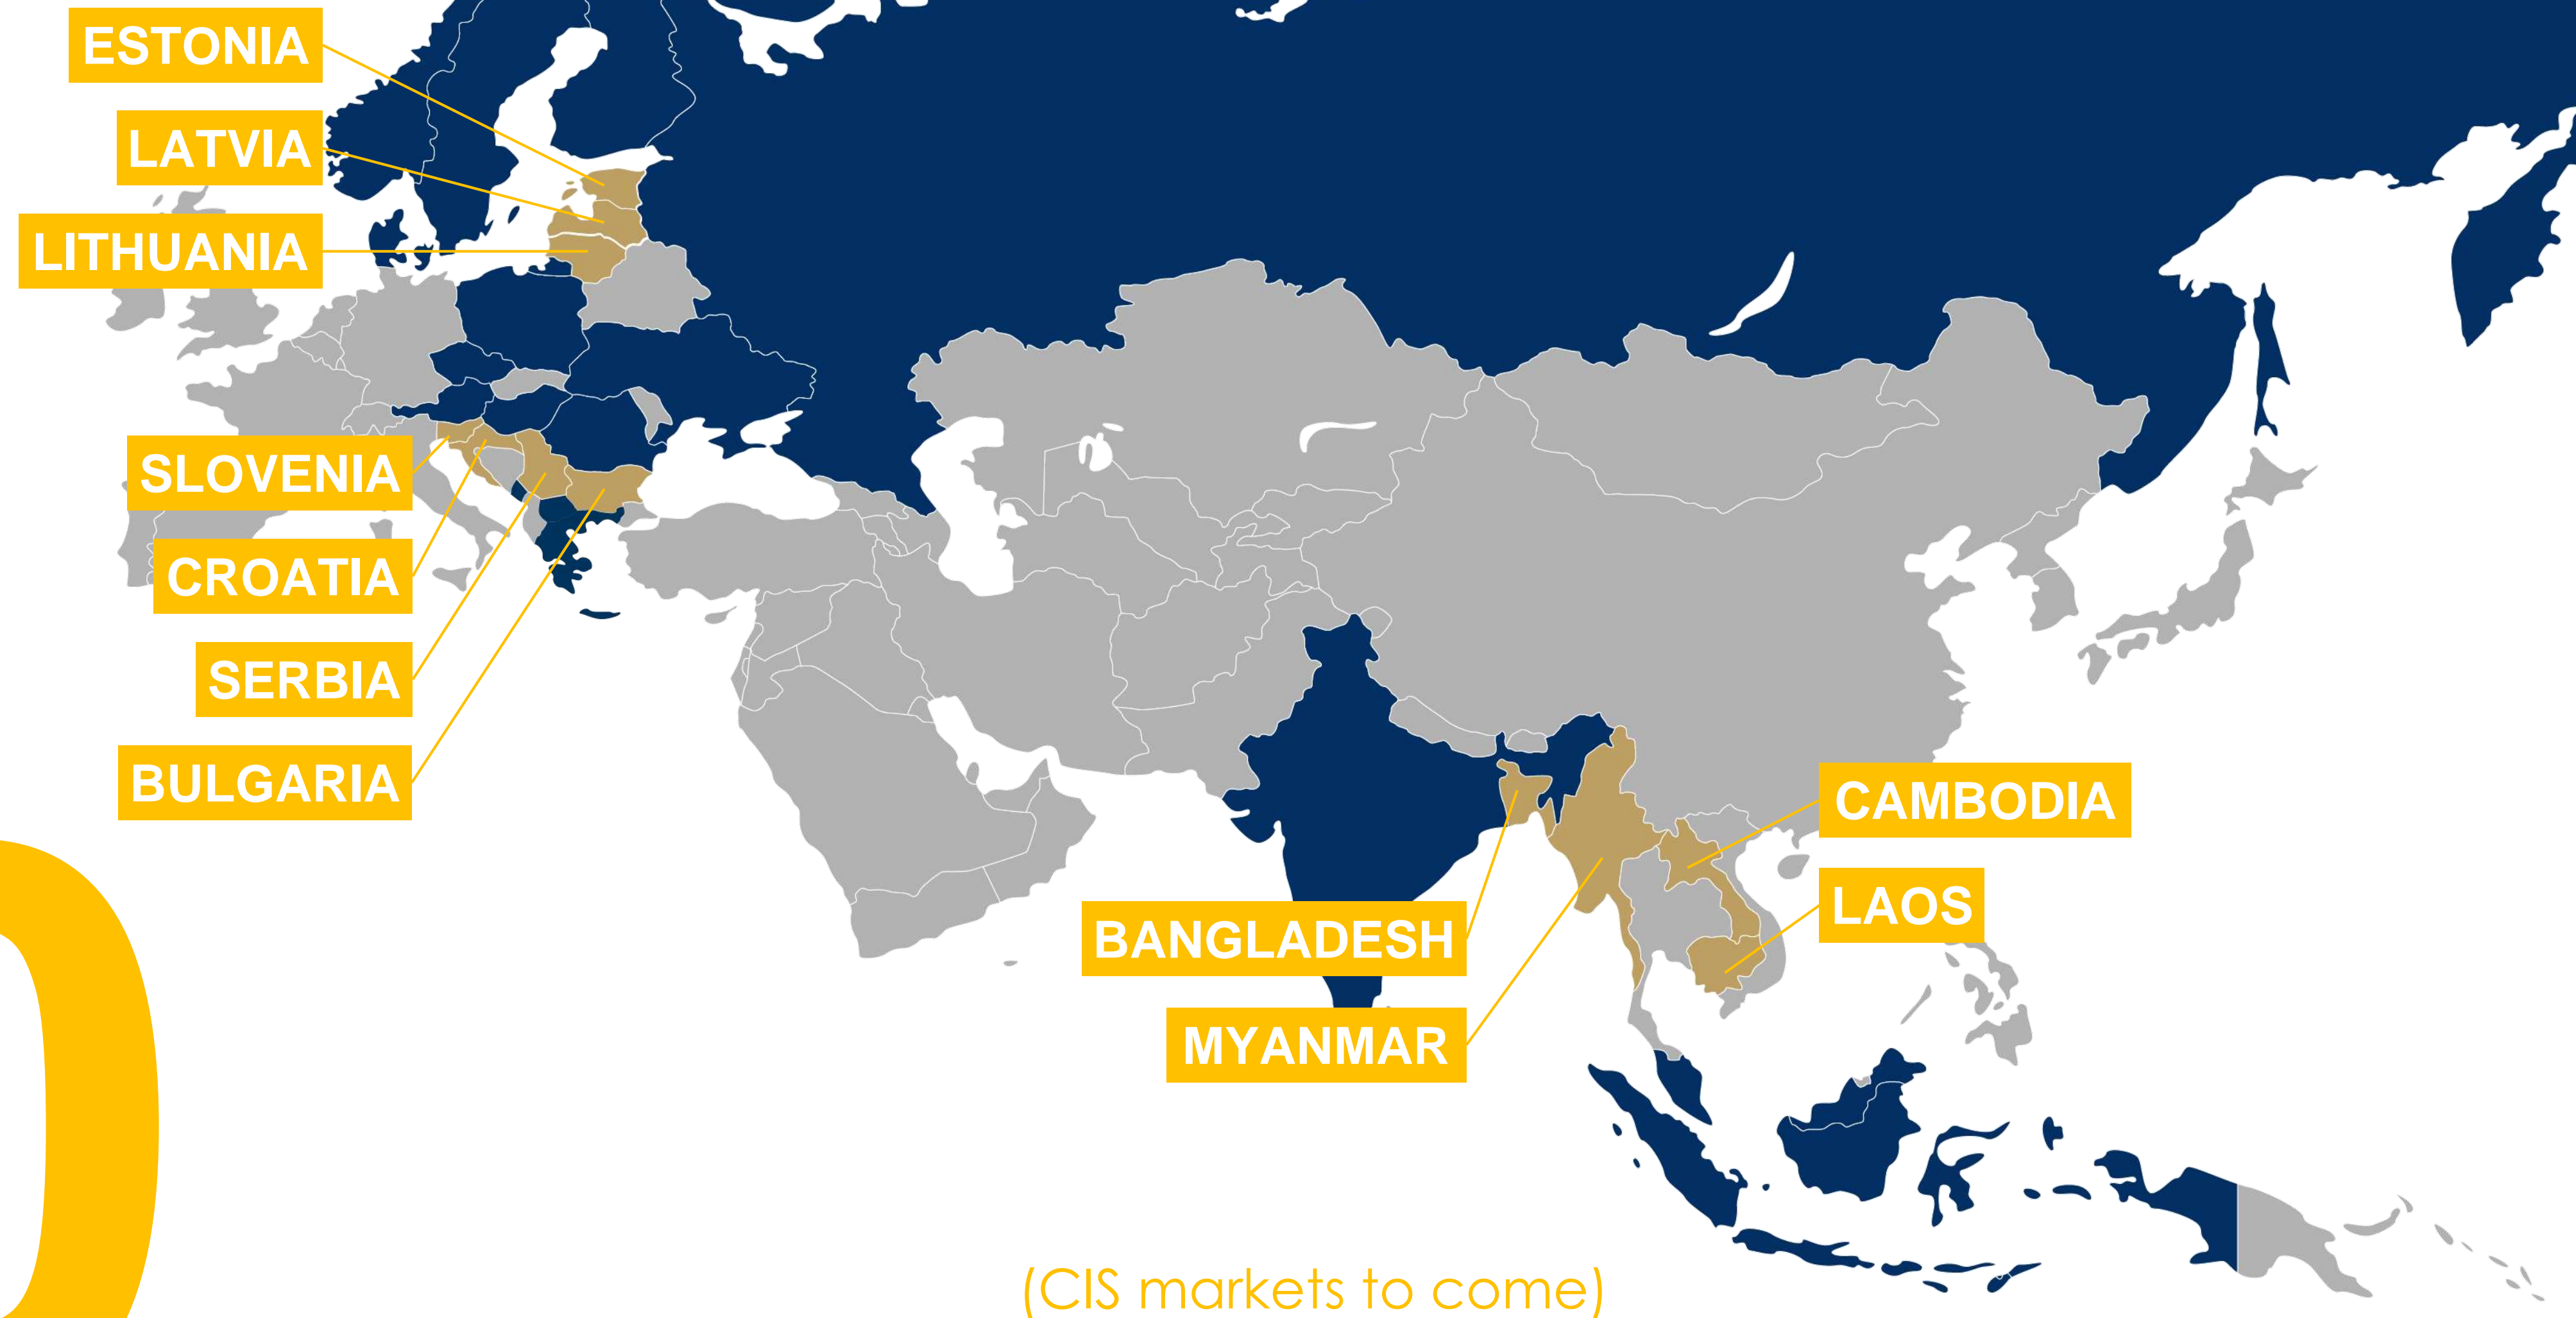 ESTONIA
LATVIA
LITHUANIA
SLOVENIA
CROATIA
SERBIA
BULGARIA
CAMBODIA
LAOS
BANGLADESH
MYANMAR
(CIS markets to come)